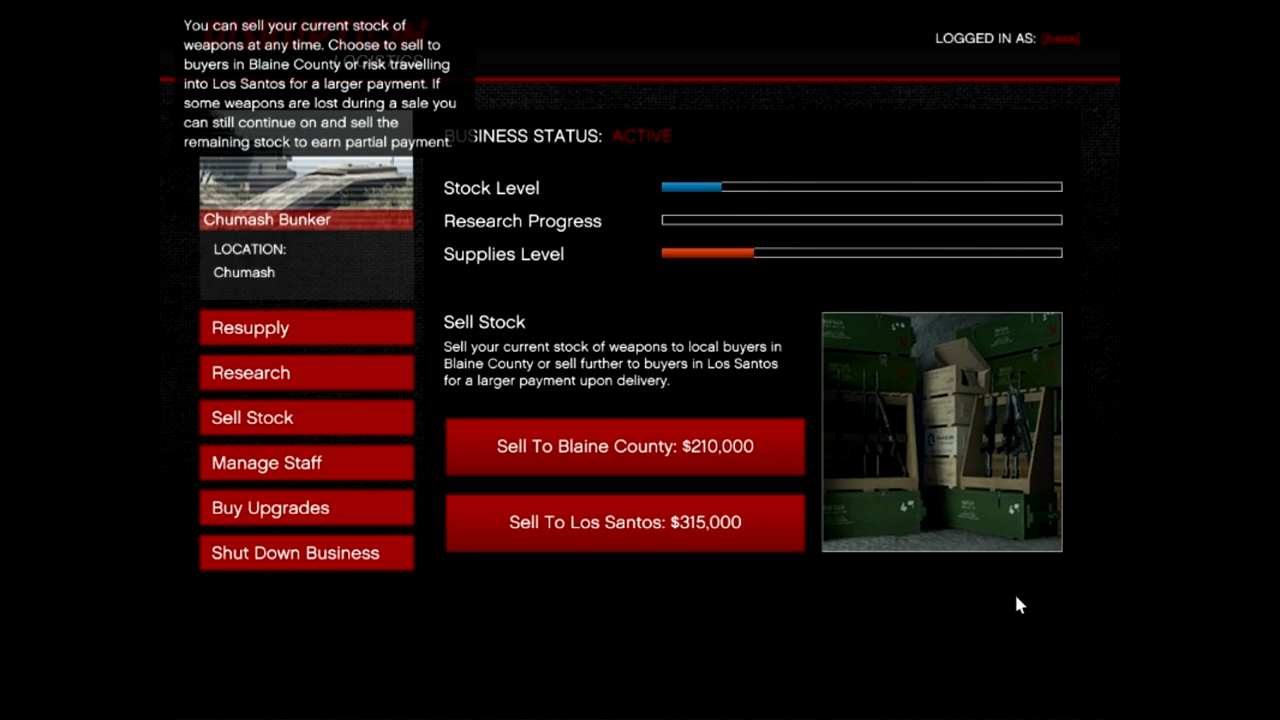 You can sell your current stock of
weapons at any time. Choose to sell to
buyers in Blaine County or risk travelling
into Los Santos for a larger payment. If
some weapons are lost during a sale you
can still continue on and sell the
remaining stock to earn partial payment.
LOGISTICS
LOGGED IN AS:
BUSINESS STATUS: ACTIVE
Stock Level
Research Progress
Supplies Level
Chumash Bunker
LOCATION:
Chumash
Resupply
Research
Sell Stock
Manage Staff
Buy Upgrades
Shut Down Business
Sell Stock
Sell your current stock of weapons to local buyers in
Blaine County or sell further to buyers in Los Santos
for a larger payment upon delivery.
Sell To Blaine County: $210,000
Sell To Los Santos: $315,000